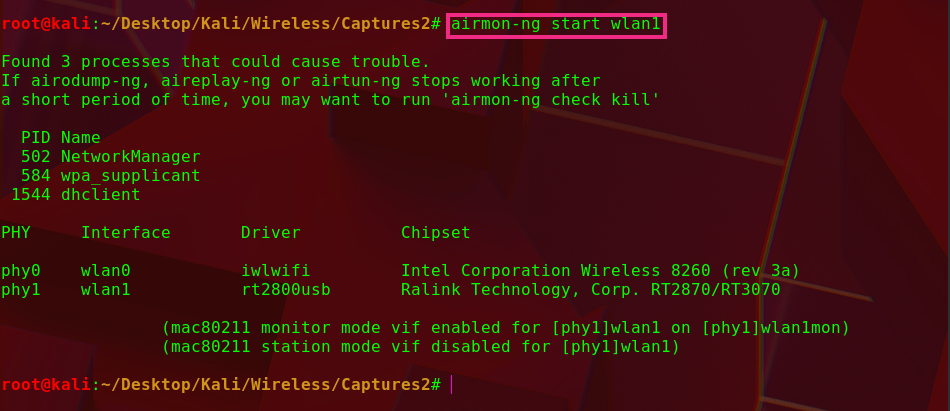 root@kali:~/Desktop/Kali/Wireless/Captures2# airmon-ng start wlan1
Found 3 processes that could cause trouble.
If airodump-ng, aireplay-ng or airtun-ng stops working after
a short period of time, you may want to run 'airmon-ng check kill'
PID Name
502 NetworkManager
584 wpa_supplicant
1544 dhclient
PHY Interface Driver Chipset
phy0 wlan0 iwlwifi Intel Corporation Wireless 8260 (rev 3a)
phy1 wlan1 rt2800usb Ralink Technology, Corp. RT2870/RT3070
(mac80211 monitor mode vif enabled for [phy1]wlan1 on [phy1]wlan1mon)
(mac80211 station mode vif disabled for [phy1]wlan1)
root@kali:~/Desktop/Kali/Wireless/Captures2#